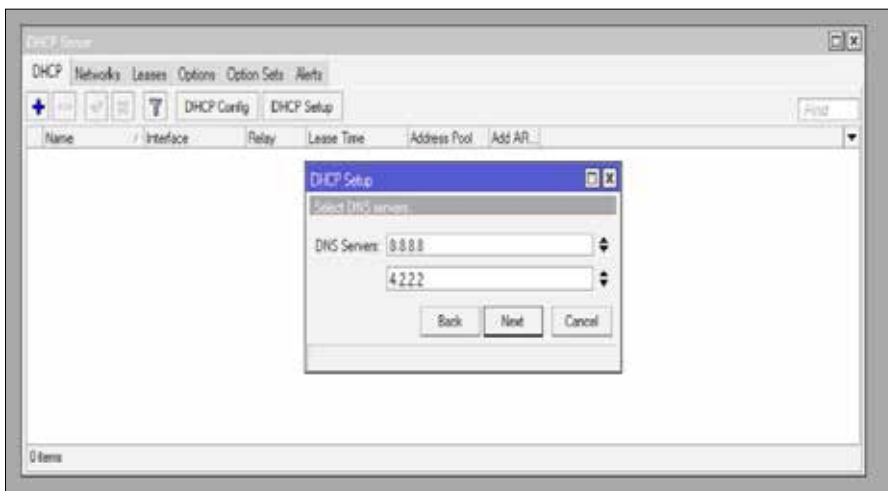 DHCP Server
DHCP Networks Leases Options Option Sets Alerts
DHCP Config DHCP Setup Find
Name / Interface Relay Lease Time Address Pool Add AR...
DHCP Setup
Select DNS servers
DNS Servers: 8.8.8.8
4.2.2.2
Back Next Cancel
0 items